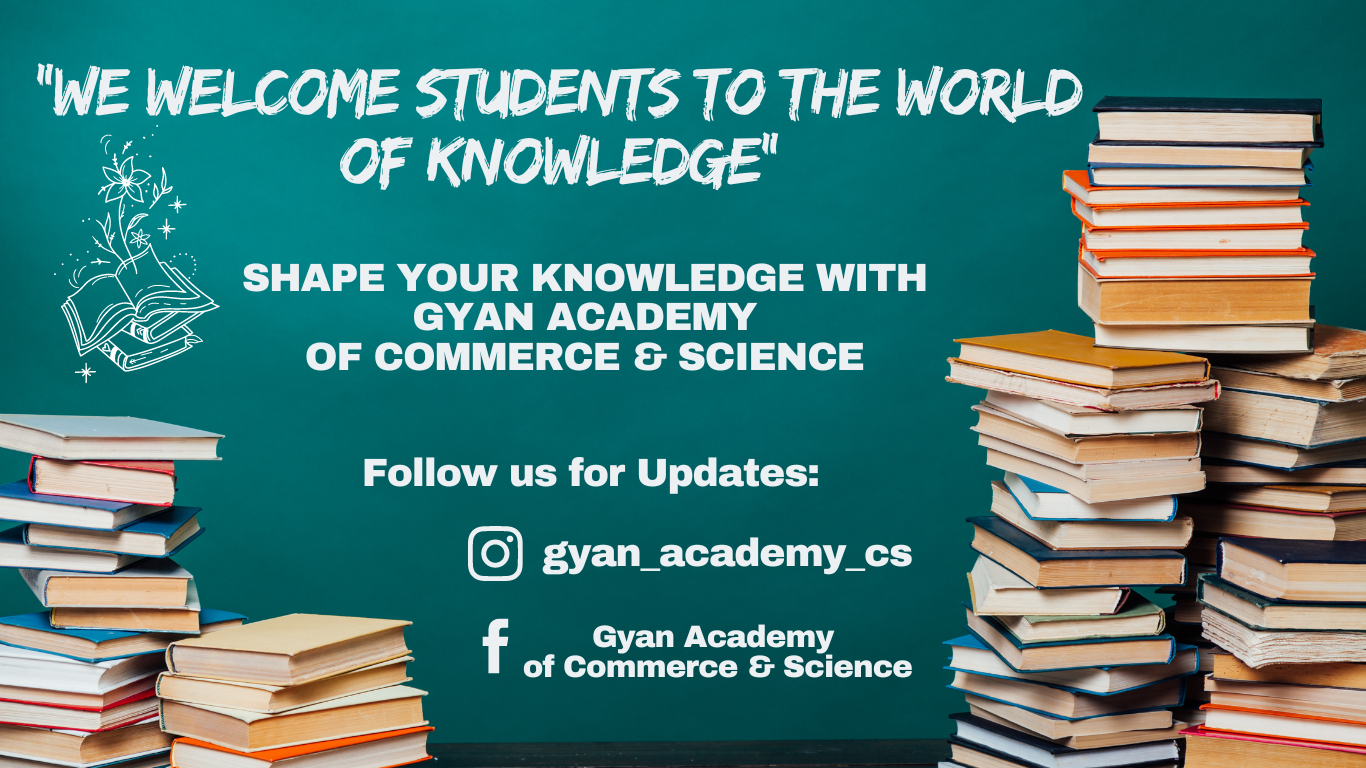 "WE WELCOME STUDENTS TO THE WORLD
OF KNOWLEDGE"
SHAPE YOUR KNOWLEDGE WITH
GYAN ACADEMY
OF COMMERCE & SCIENCE
Follow us for Updates:
gyan_academy_cs
Gyan Academy
of Commerce & Science